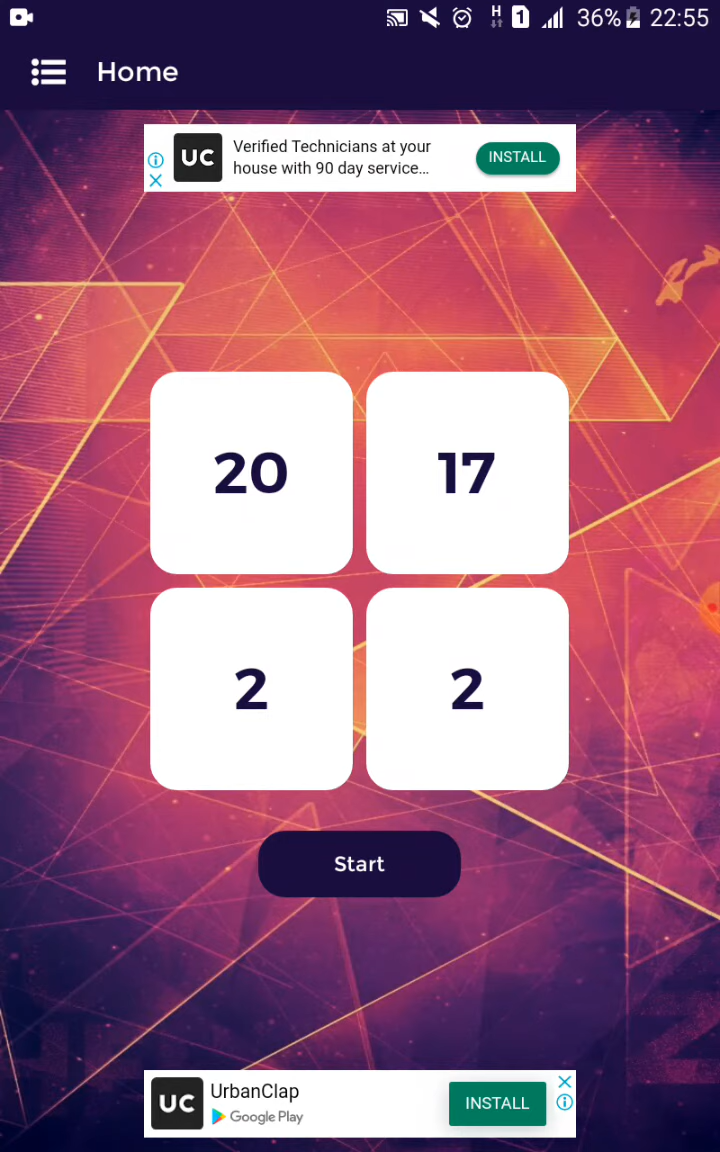 H 1 36% 22:55
Home
UC
Verified Technicians at your
house with 90 day service...
INSTALL
20 17
2 2
Start
UC
UrbanClap
Google Play
INSTALL